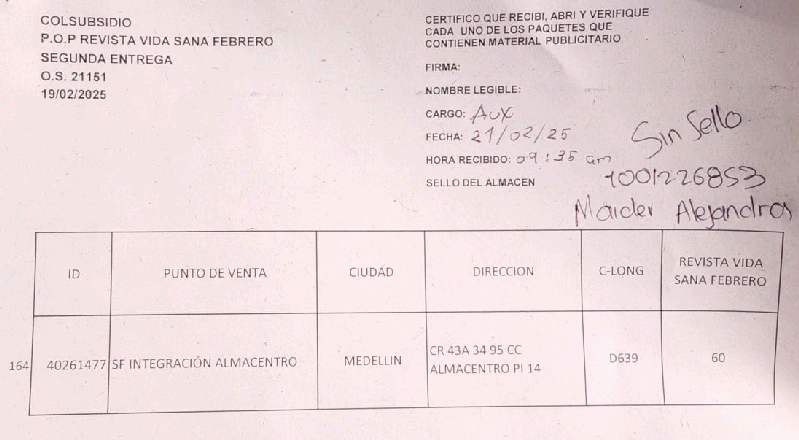 COLSUBSIDIO
P.O.P REVISTA VIDA SANA FEBRERO
SEGUNDA ENTREGA
O.S. 21151
19/02/2025
CERTIFICO QUE RECIBI, ABRI Y VERIFIQUE
CADA UNO DE LOS PAQUETES QUE
CONTIENEN MATERIAL PUBLICITARIO
FIRMA:
NOMBRE LEGIBLE:
CARGO: Aux
FECHA: 21/02/25
HORA RECIBIDO: 09:35 am
SELLO DEL ALMACEN
Sin Sello
1001226853
Alejandra
ID PUNTO DE VENTA CIUDAD DIRECCION C-LONG REVISTA VIDA
SANA FEBRERO
164 40261477 SF INTEGRACIÓN ALMACENTRO MEDELLIN CR 43A 34 95 CC
ALMACENTRO PI 14 D639 60